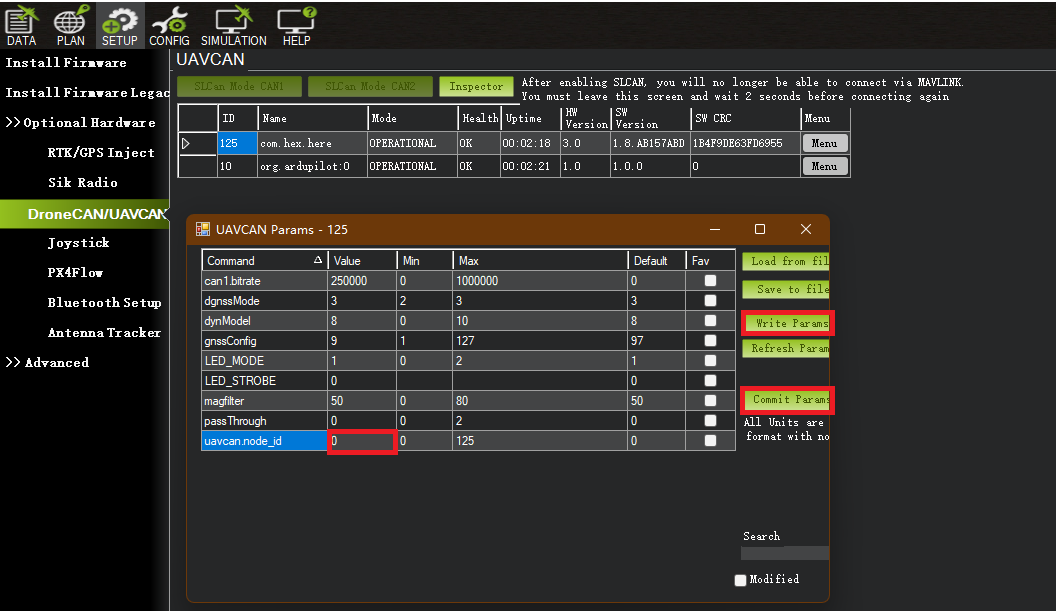 DATA PLAN SETUP CONFIG SIMULATION HELP
Install Firmware
Install Firmware Legac
>> Optional Hardware
RTK/GPS Inject
Sik Radio
DroneCAN/UAVCAN
Joystick
PX4Flow
Bluetooth Setup
Antenna Tracker
>> Advanced
UAVCAN
SLCan Mode CAN1 SLCan Mode CAN2 Inspector
After enabling SLCAN, you will no longer be able to connect via MAVLINK.
You must leave this screen and wait 2 seconds before connecting again
ID Name Mode Health Uptime HW Version SW Version SW CRC Menu
125 com.hex.here OPERATIONAL OK 00:02:18 3.0 1.8.AB157ABD 1B4F9DE63FD6955 Menu
10 org.ardupilot:0 OPERATIONAL OK 00:02:21 1.0 1.0.0 0 Menu
UAVCAN Params - 125
Command Value Min Max Default Fav
can1.bitrate 250000 0 1000000 0
dgnssMode 3 2 3 3
dynModel 8 0 10 8
gnssConfig 9 1 127 97
LED_MODE 1 0 2 1
LED_STROBE 0 0
magfilter 50 0 80 50
passThrough 0 0 2 0
uavcan.node_id 0 0 125 0
Load from fil
Save to file
Write Params
Refresh Param
Commit Params
All Units are
format with no
Search
Modified